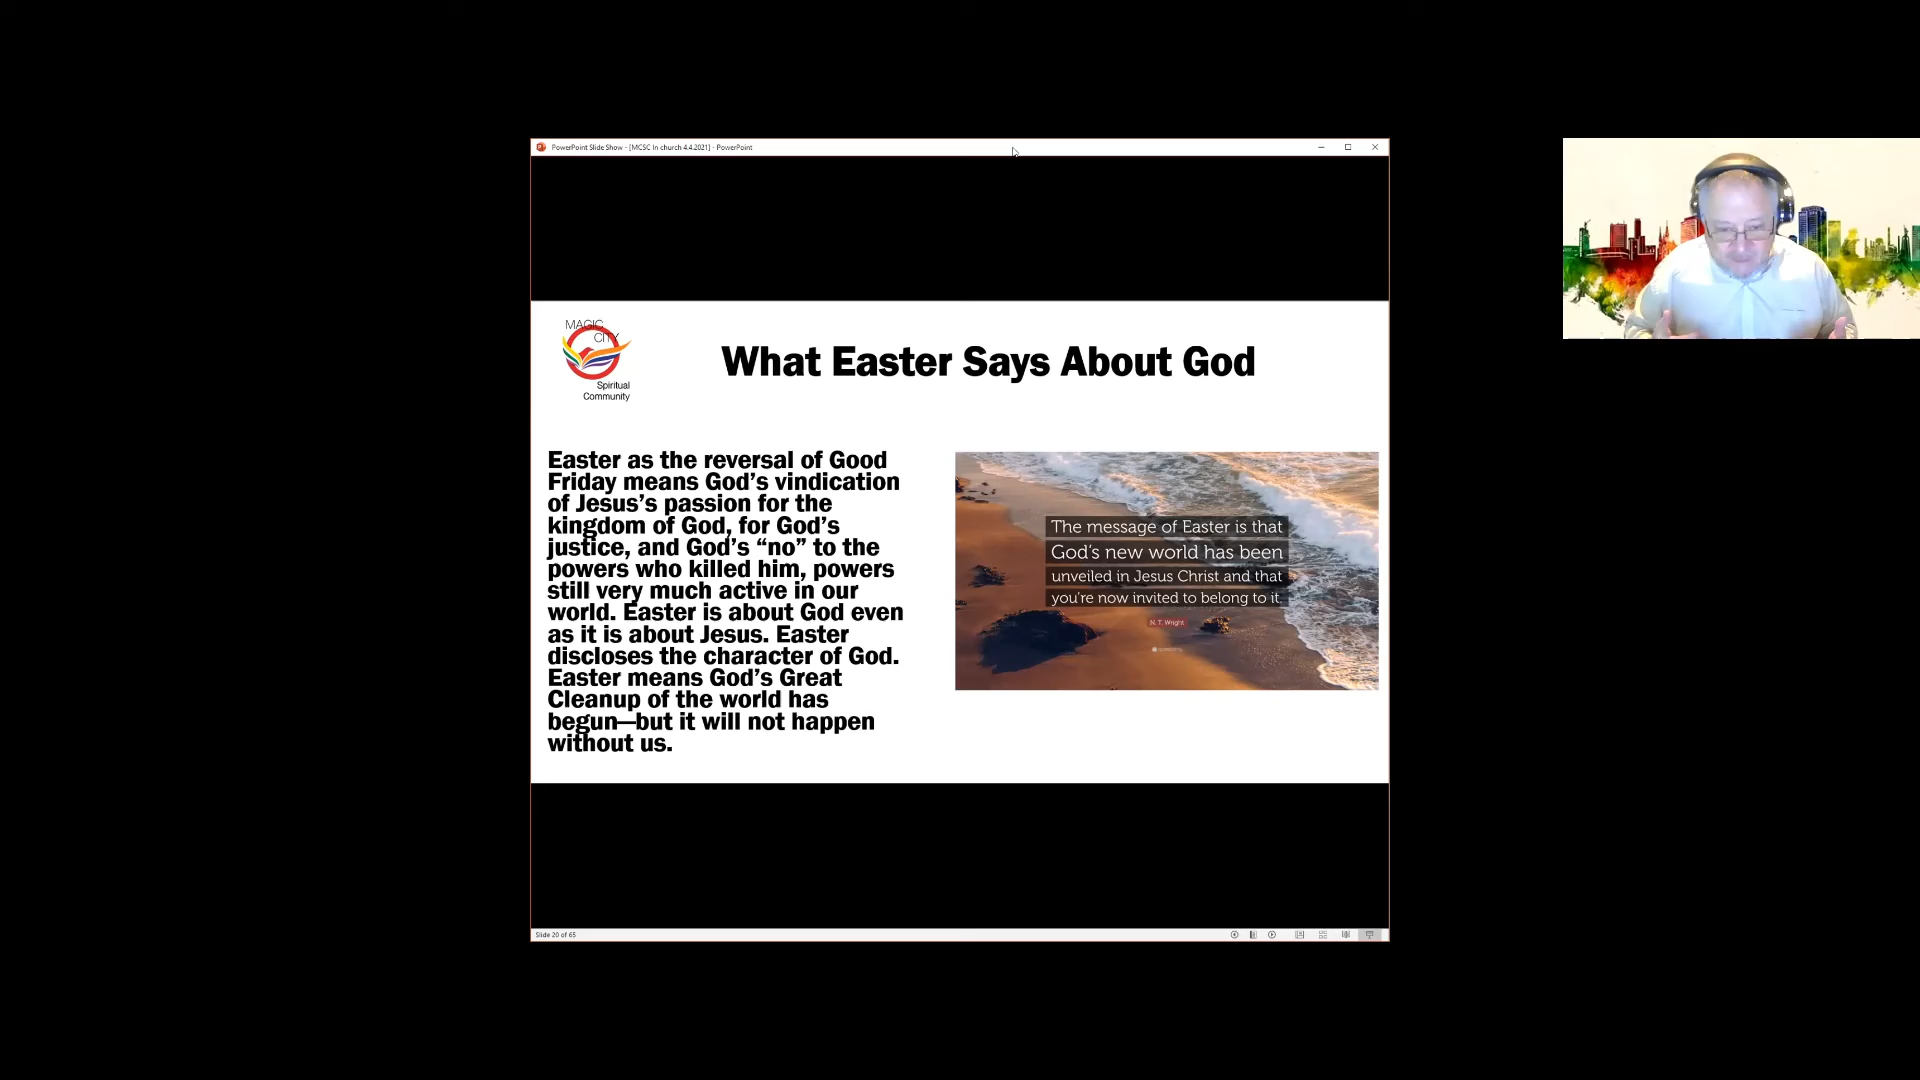 PowerPoint Slide Show - [MCSC In church 4.4.2021] - PowerPoint
MAGIC
CITY
Spiritual
Community
What Easter Says About God
Easter as the reversal of Good
Friday means God’s vindication
of Jesus’s passion for the
kingdom of God, for God’s
justice, and God’s “no” to the
powers who killed him, powers
still very much active in our
world. Easter is about God even
as it is about Jesus. Easter
discloses the character of God.
Easter means God’s Great
Cleanup of the world has
begun—but it will not happen
without us.
The message of Easter is that
God’s new world has been
unveiled in Jesus Christ and that
you’re now invited to belong to it.
N. T. Wright
Slide 20 of 65